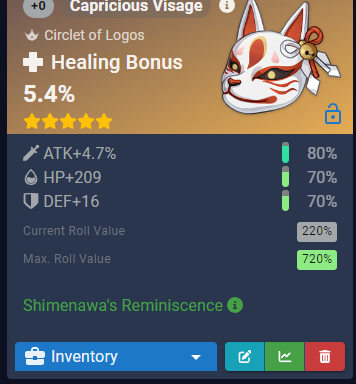 +0 Capricious Visage
Circlet of Logos
Healing Bonus
5.4%
ATK+4.7% 80%
HP+209 70%
DEF+16 70%
Current Roll Value 220%
Max. Roll Value 720%
Shimenawa's Reminiscence
Inventory